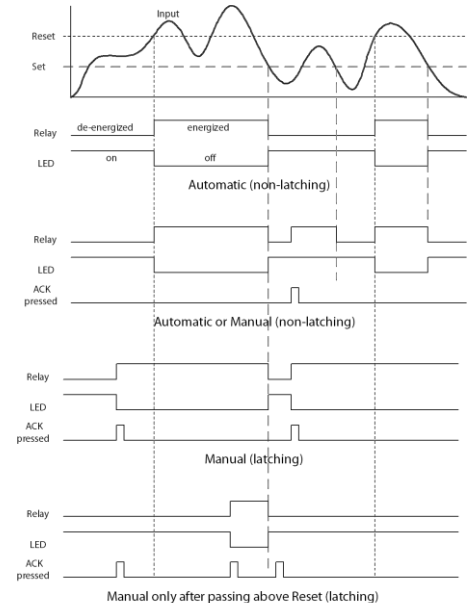 Input
Reset
Set
de-energized energized
Relay
on off
LED
Automatic (non-latching)
Relay
LED
ACK
pressed
Automatic or Manual (non-latching)
Relay
LED
ACK
pressed
Manual (latching)
Relay
LED
ACK
pressed
Manual only after passing above Reset (latching)